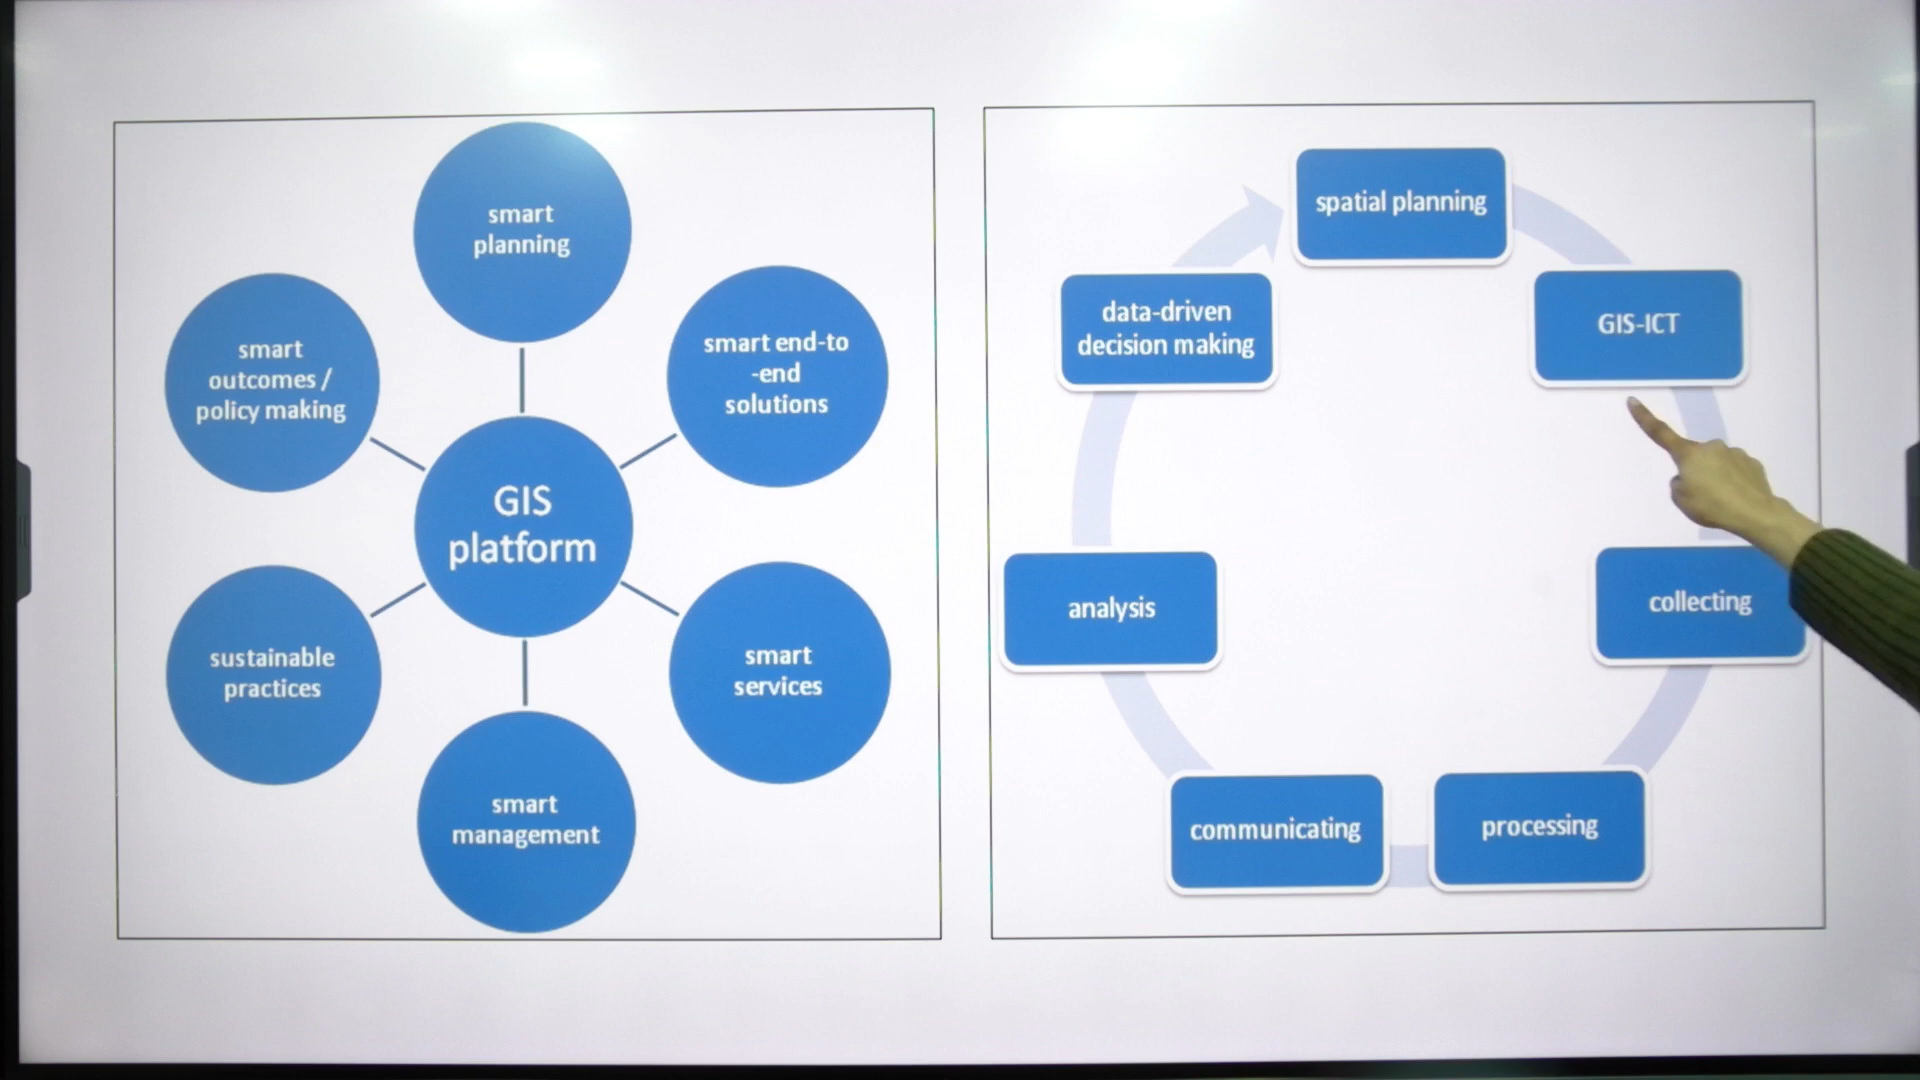 smart
planning
smart end-to
-end
solutions
smart
services
smart
management
sustainable
practices
smart
outcomes /
policy making
GIS
platform
spatial planning
GIS-ICT
collecting
processing
communicating
analysis
data-driven
decision making